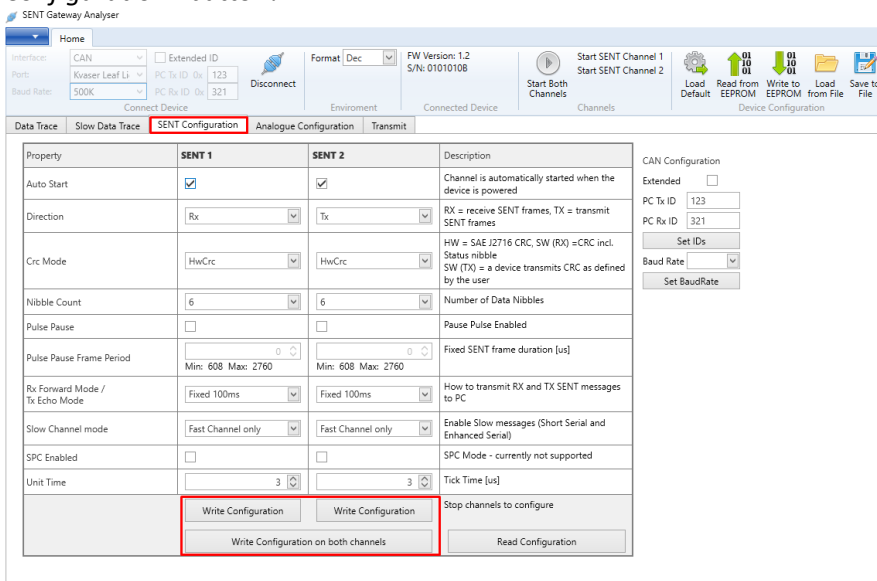 SENT Gateway Analyser
Home
Interface: CAN Extended ID
Port: Kvaser Leaf Li PC Tx ID 0x 123
Baud Rate: 500K PC Rx ID 0x 321
Disconnect
Connect Device
Format Dec
Enviroment
FW Version: 1.2
S/N: 0101010B
Connected Device
Start Both Channels
Start SENT Channel 1
Start SENT Channel 2
Channels
Load Default
Read from EEPROM
Write to EEPROM
Load from File
Save to File
Device Configuration
Data Trace Slow Data Trace SENT Configuration Analogue Configuration Transmit
Property SENT 1 SENT 2 Description
Auto Start Channel is automatically started when the
device is powered
Direction Rx Tx RX = receive SENT frames, TX = transmit
SENT frames
Crc Mode HwCrc HwCrc HW = SAE J2716 CRC, SW (RX) =CRC incl.
Status nibble
SW (TX) = a device transmits CRC as defined
by the user
Nibble Count 6 6 Number of Data Nibbles
Pulse Pause Pause Pulse Enabled
Pulse Pause Frame Period 0 0 Fixed SENT frame duration [us]
Min: 608 Max: 2760 Min: 608 Max: 2760
Rx Forward Mode /
Tx Echo Mode Fixed 100ms Fixed 100ms How to transmit RX and TX SENT messages
to PC
Slow Channel mode Fast Channel only Fast Channel only Enable Slow messages (Short Serial and
Enhanced Serial)
SPC Enabled SPC Mode - currently not supported
Unit Time 3 3 Tick Time [us]
Write Configuration Write Configuration Stop channels to configure
Write Configuration on both channels Read Configuration
CAN Configuration
Extended
PC Tx ID 123
PC Rx ID 321
Set IDs
Baud Rate
Set BaudRate